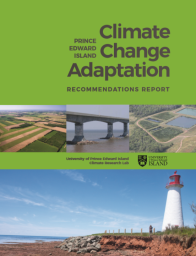 PRINCE
EDWARD
ISLAND
Climate
Change
Adaptation
RECOMMENDATIONS REPORT
University of Prince Edward Island
Climate Research Lab
UNIVERSITY
of Prince Edward
ISLAND